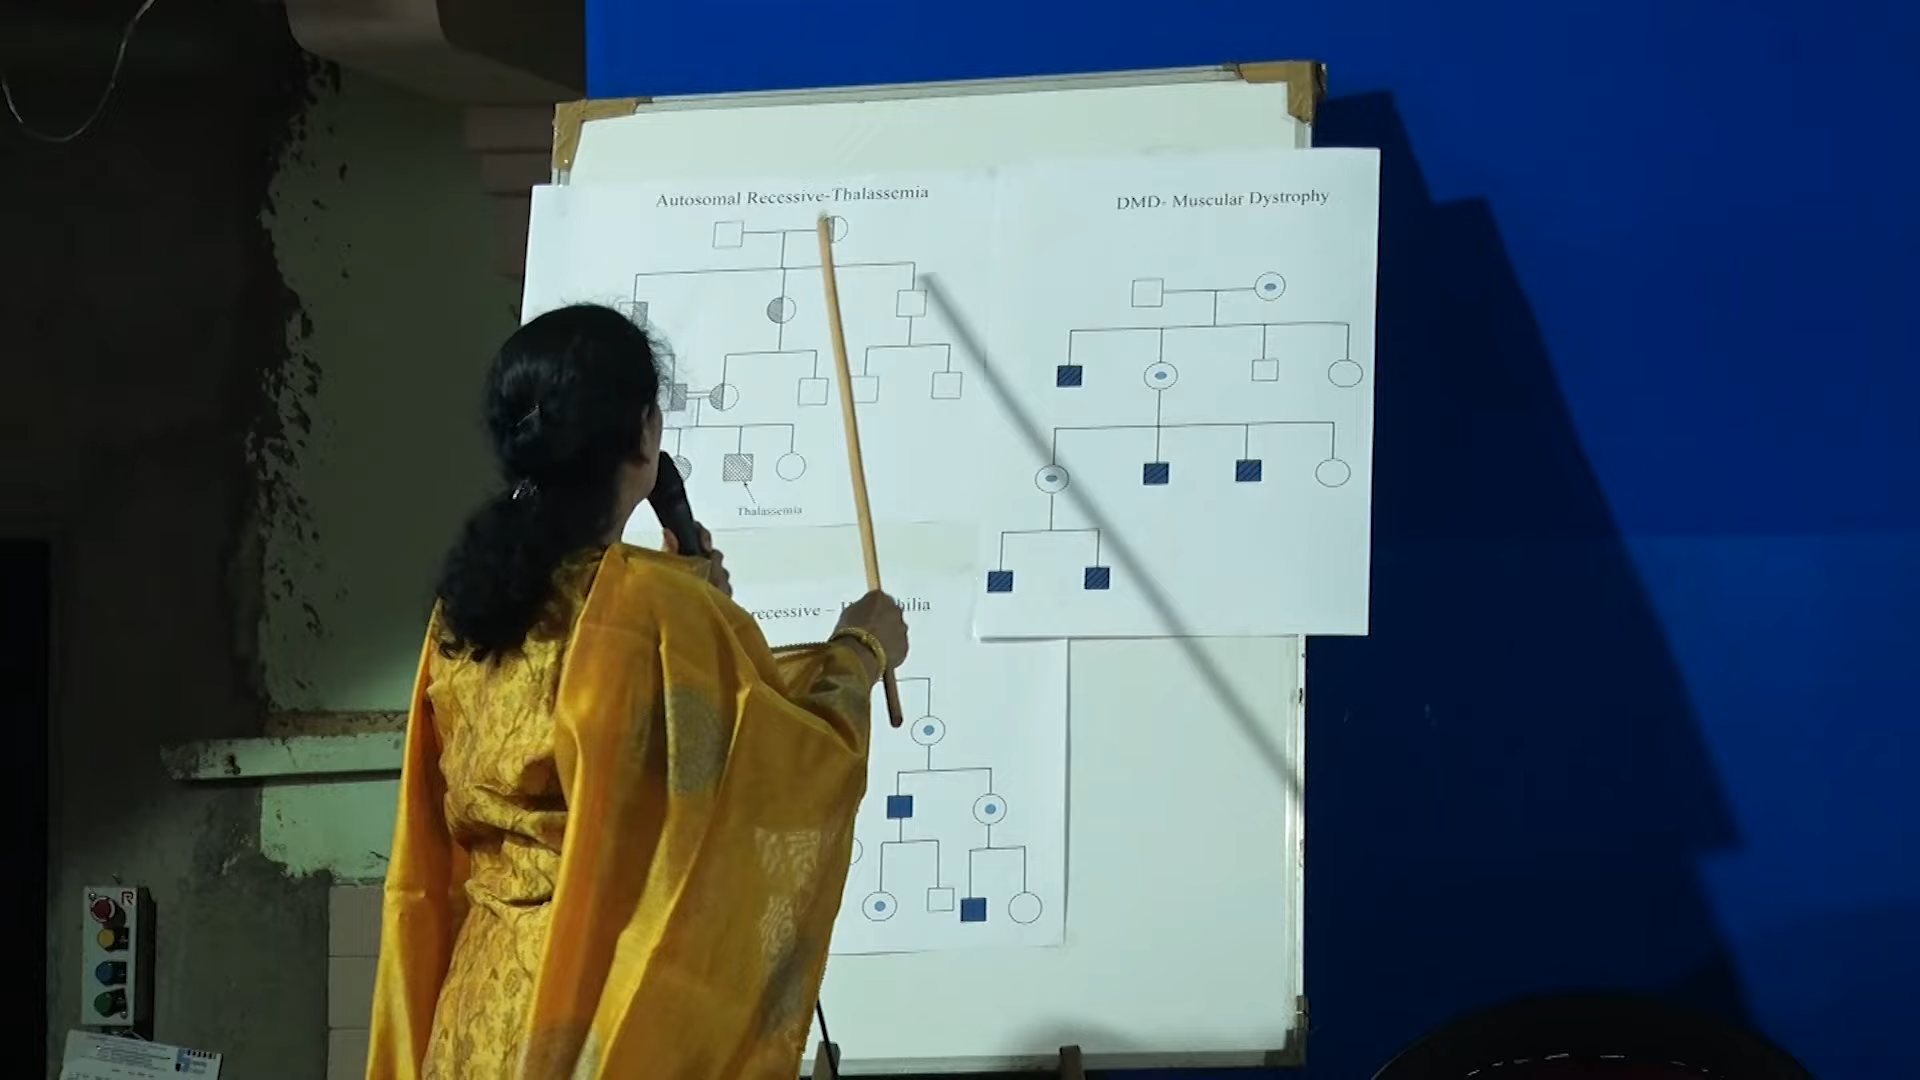 Autosomal Recessive-Thalassemia
DMD- Muscular Dystrophy
Thalassemia
recessive –
R